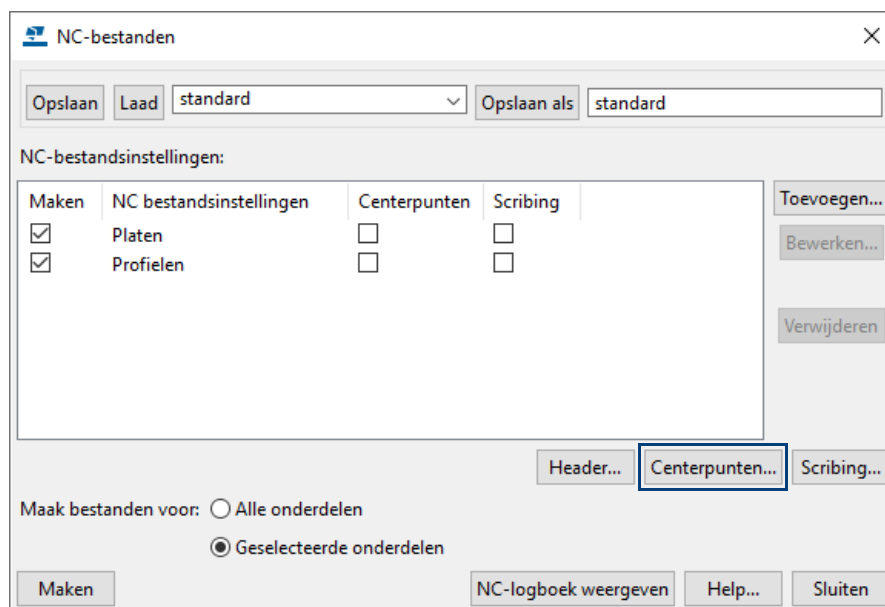 NC-bestanden
Opslaan Laad standard Opslaan als standard
NC-bestandsinstellingen:
Maken NC bestandsinstellingen Centerpunten Scribing Toevoegen...
Platen
Bewerken...
Profielen
Verwijderen
Header... Centerpunten... Scribing...
Maak bestanden voor: Alle onderdelen
Geselecteerde onderdelen
Maken NC-logboek weergeven Help... Sluiten